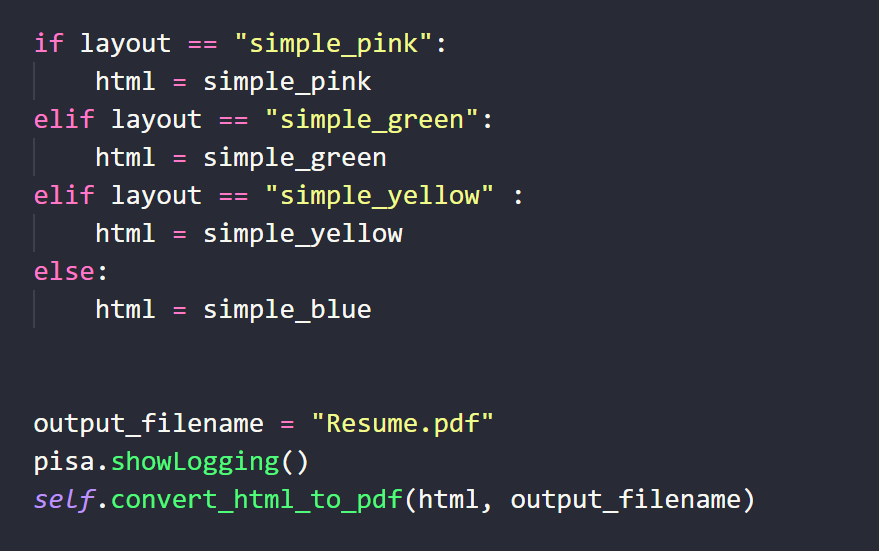 if layout == "simple_pink":
    html = simple_pink
elif layout == "simple_green":
    html = simple_green
elif layout == "simple_yellow" :
    html = simple_yellow
else:
    html = simple_blue
output_filename = "Resume.pdf"
pisa.showLogging()
self.convert_html_to_pdf(html, output_filename)